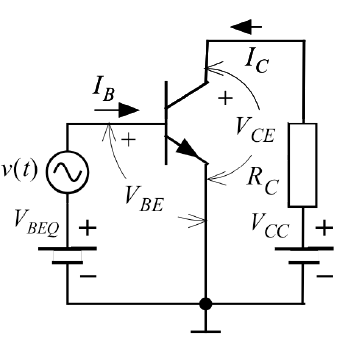 I_C
I_B
+
+
V_CE
v(t)
V_BE
R_C
V_BEQ
+
V_CC
+
−
−